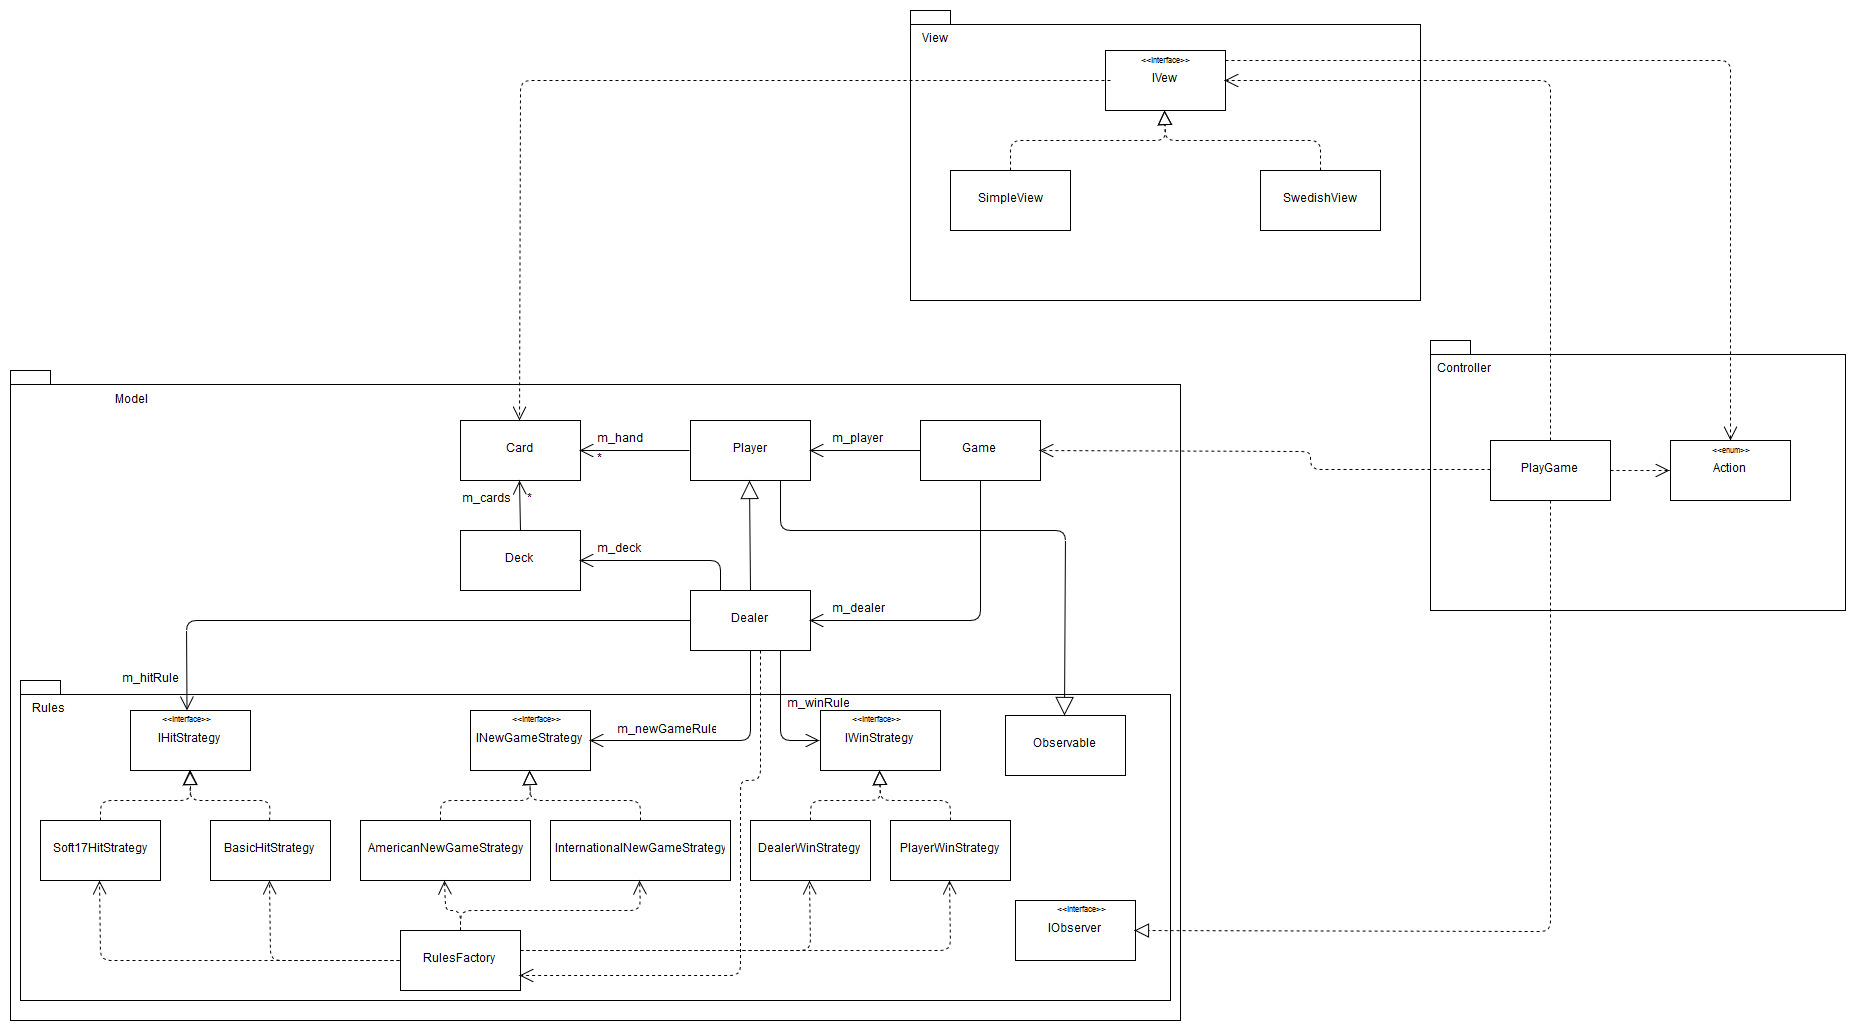 View
<<interface>>
IVew
SimpleView
SwedishView
Controller
PlayGame
<<enum>>
Action
Model
Card
m_hand
*
Player
m_player
Game
m_cards
*
Deck
m_deck
Dealer
m_dealer
m_hitRule
Rules
<<interface>>
IHitStrategy
<<interface>>
INewGameStrategy
m_newGameRule
m_winRule
<<interface>>
IWinStrategy
Observable
Soft17HitStrategy
BasicHitStrategy
AmericanNewGameStrategy
InternationalNewGameStrategy
DealerWinStrategy
PlayerWinStrategy
<<interface>>
IObserver
RulesFactory